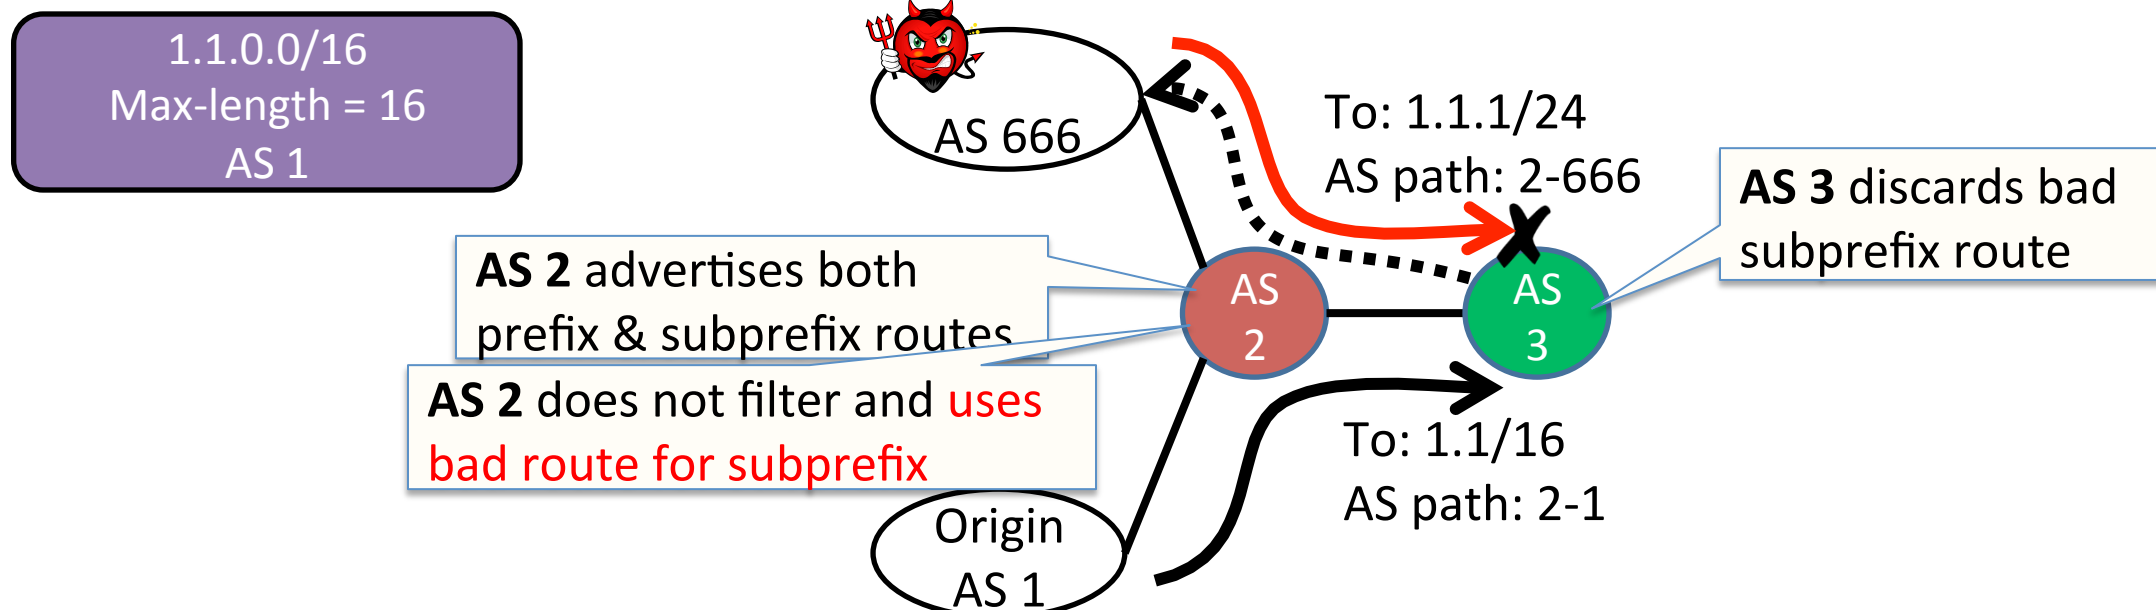 1.1.0.0/16
Max-length = 16
AS 1
AS 666
To: 1.1.1/24
AS path: 2-666
AS 3 discards bad
subprefix route
AS 2 advertises both
prefix & subprefix routes
AS
2
AS
3
AS 2 does not filter and uses
bad route for subprefix
To: 1.1/16
AS path: 2-1
Origin
AS 1